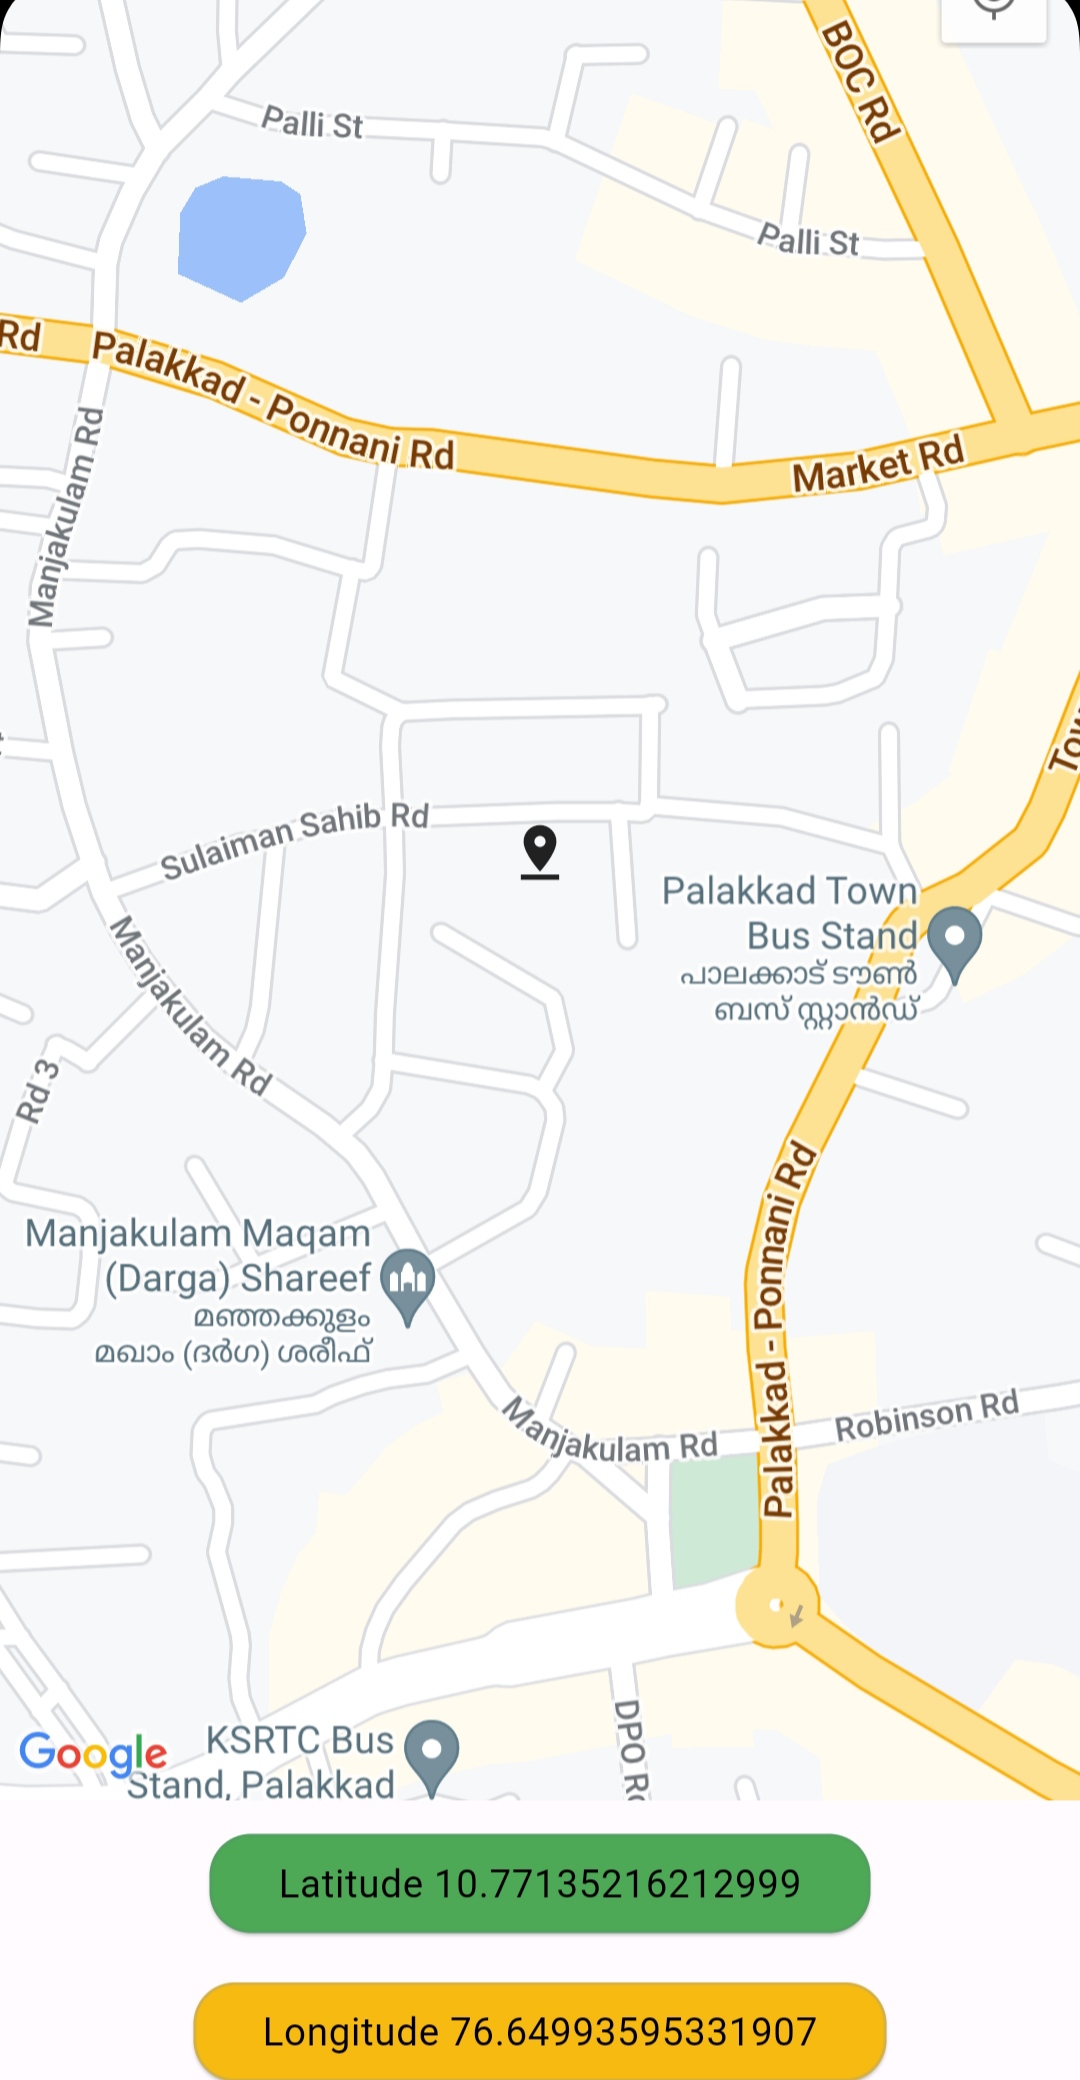 BOC Rd
Palli St
Palli St
Rd
Palakkad - Ponnani Rd
Market Rd
Manjakulam Rd
Sulaiman Sahib Rd
Palakkad Town
Bus Stand
പാലക്കാട് ടൗൺ
ബസ് സ്റ്റാൻഡ്
Manjakulam Rd
Rd 3
Palakkad - Ponnani Rd
Manjakulam Maqam
(Darga) Shareef
മഞ്ഞക്കുളം
മഖാം (ദർഗ) ശരീഫ്
Manjakulam Rd
Robinson Rd
DPO
Google
KSRTC Bus
Stand, Palakkad
Latitude 10.77135216212999
Longitude 76.64993595331907